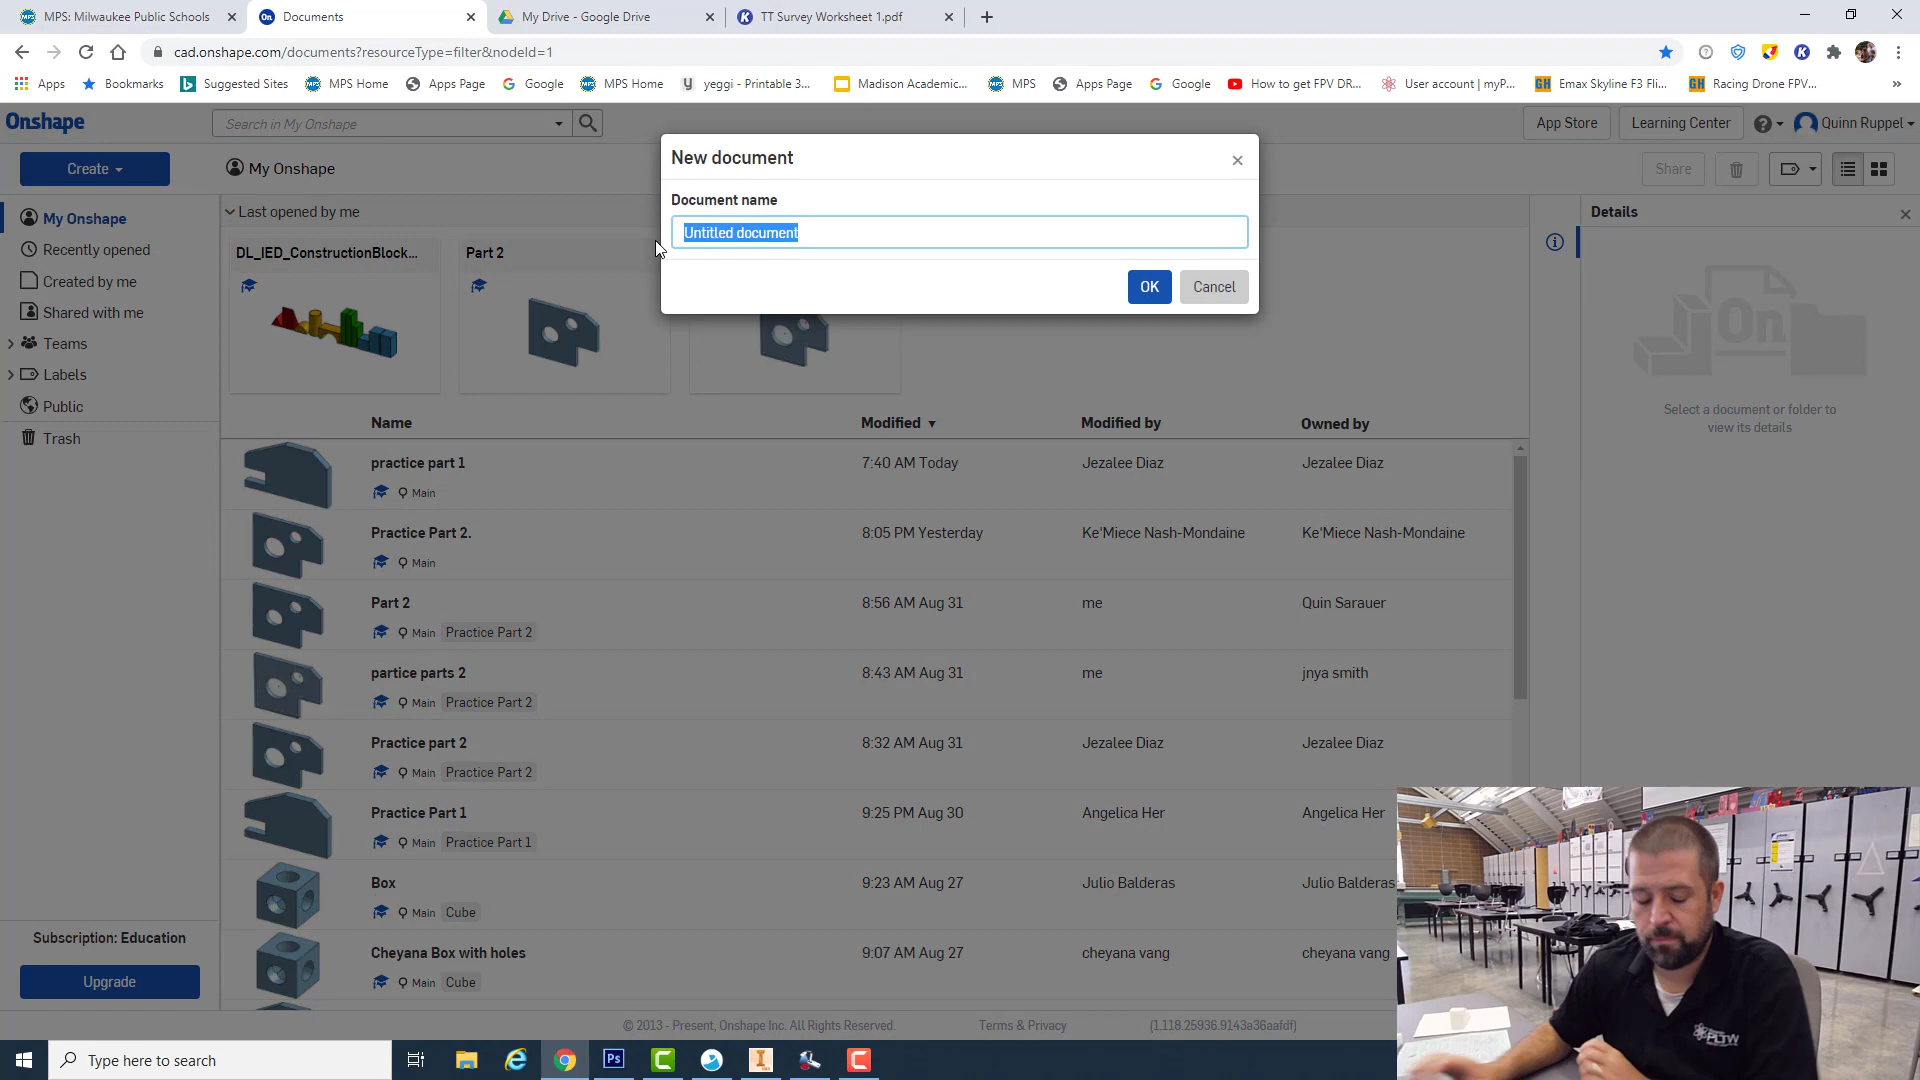 MPS: Milwaukee Public Schools
On Documents
My Drive - Google Drive
TT Survey Worksheet 1.pdf
cad.onshape.com/documents?resourceType=filter&nodeId=1
Apps Bookmarks Suggested Sites MPS Home Apps Page Google MPS Home yeggi - Printable 3... Madison Academic... MPS Apps Page Google How to get FPV DR... User account | myP... Emax Skyline F3 Fli... Racing Drone FPV...
Onshape
Search in My Onshape
App Store
Learning Center
Quinn Ruppel
Create
My Onshape
Share
New document
Document name
Untitled document
OK
Cancel
My Onshape
Recently opened
Created by me
Shared with me
Teams
Labels
Public
Trash
Last opened by me
DL_IED_ConstructionBlock...
Part 2
Details
Select a document or folder to
view its details
Name Modified Modified by Owned by
practice part 1 7:40 AM Today Jezalee Diaz Jezalee Diaz
Main
Practice Part 2. 8:05 PM Yesterday Ke'Miece Nash-Mondaine Ke'Miece Nash-Mondaine
Main
Part 2 8:56 AM Aug 31 me Quin Sarauer
Main Practice Part 2
partice parts 2 8:43 AM Aug 31 me jnya smith
Main Practice Part 2
Practice part 2 8:32 AM Aug 31 Jezalee Diaz Jezalee Diaz
Main Practice Part 2
Practice Part 1 9:25 PM Aug 30 Angelica Her Angelica Her
Main Practice Part 1
Box 9:23 AM Aug 27 Julio Balderas Julio Balderas
Main Cube
Cheyana Box with holes 9:07 AM Aug 27 cheyana vang cheyana vang
Main Cube
Subscription: Education
Upgrade
© 2013 - Present, Onshape Inc. All Rights Reserved. Terms & Privacy (1.118.25936.9143a36aafdf)
Type here to search
PLTW